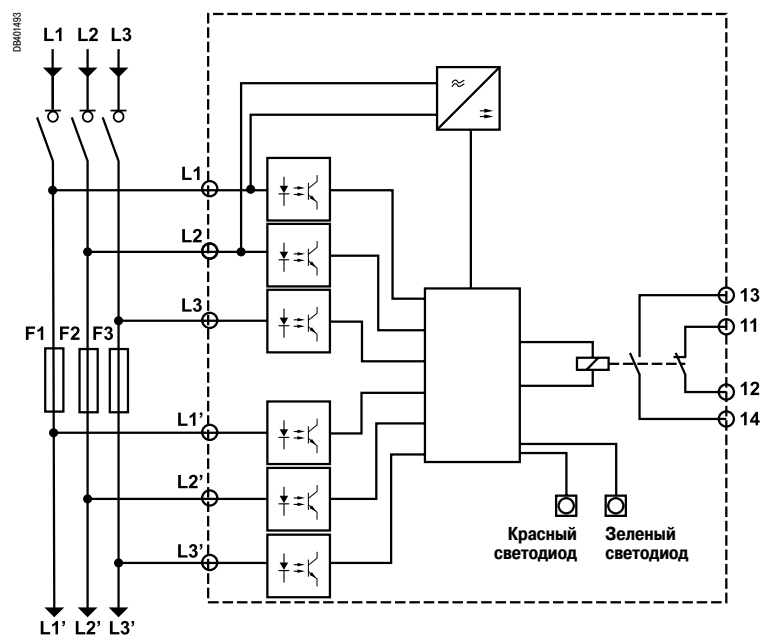 DB401493
L1 L2 L3
L1
L2
L3
F1 F2 F3
L1’
L2’
L3’
13
11
12
14
Красный
светодиод
Зеленый
светодиод
L1’ L2’ L3’